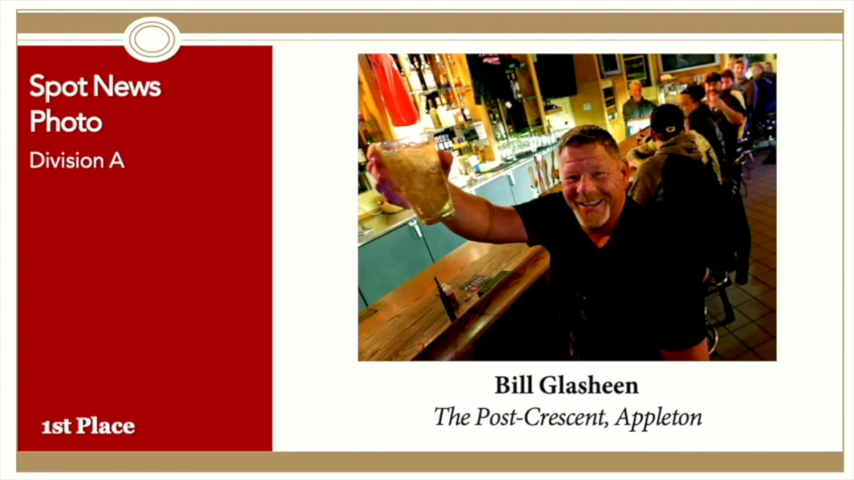 Spot News
Photo
Division A
1st Place
Bill Glasheen
The Post-Crescent, Appleton